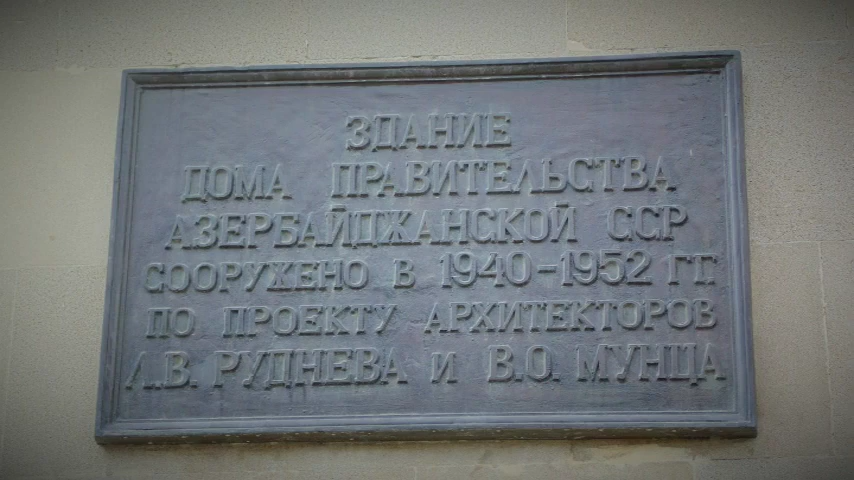 ЗДАНИЕ
ДОМА ПРАВИТЕЛЬСТВА
АЗЕРБАЙДЖАНСКОЙ ССР
СООРУЖЕНО В 1940-1952 ГГ.
ПО ПРОЕКТУ АРХИТЕКТОРОВ
Л.В. РУДНЕВА И В.О. МУНЦА